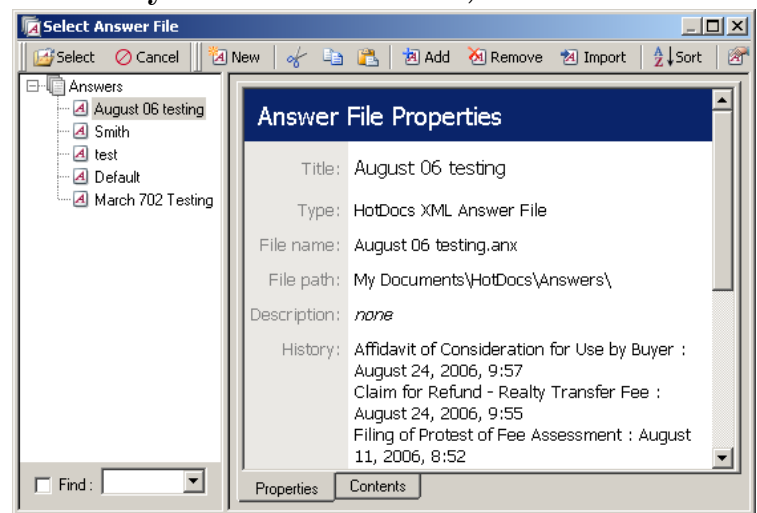 Select Answer File
Select Cancel New Add Remove Import Sort
Answers
August 06 testing
Smith
test
Default
March 702 Testing
Find :
Answer File Properties
Title: August 06 testing
Type: HotDocs XML Answer File
File name: August 06 testing.anx
File path: My Documents\HotDocs\Answers\
Description: none
History: Affidavit of Consideration for Use by Buyer :
August 24, 2006, 9:57
Claim for Refund - Realty Transfer Fee :
August 24, 2006, 9:55
Filing of Protest of Fee Assessment : August
11, 2006, 8:52
Properties Contents